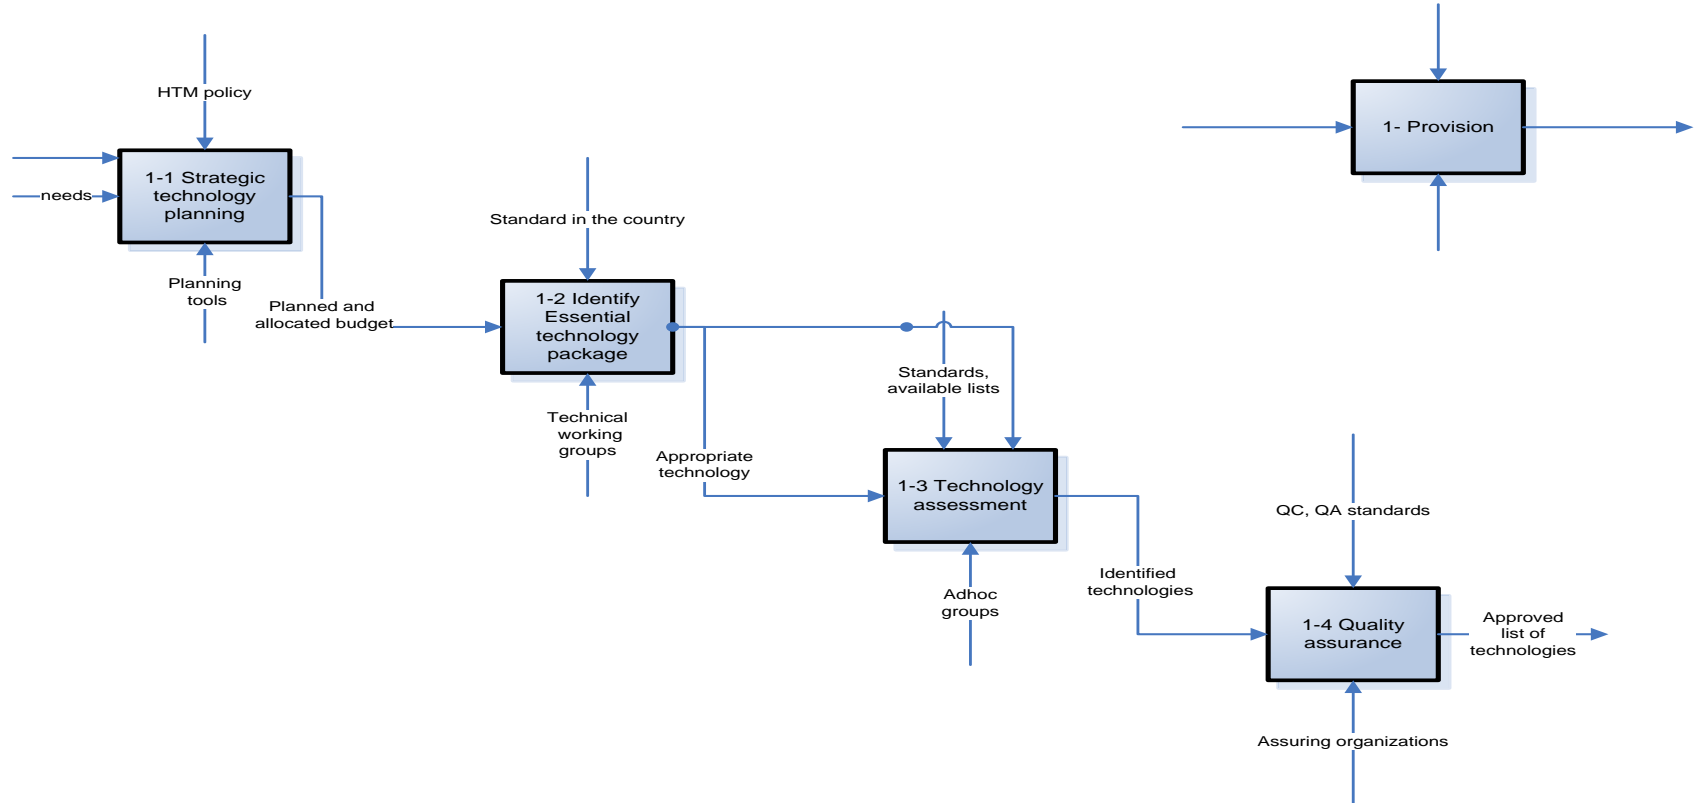 HTM policy
1- Provision
1-1 Strategic
technology
planning
needs
Planning
tools
Planned and
allocated budget
Standard in the country
1-2 Identify
Essential
technology
package
Technical
working
groups
Appropriate
technology
Standards,
available lists
1-3 Technology
assessment
Adhoc
groups
Identified
technologies
QC, QA standards
1-4 Quality
assurance
Approved
list of
technologies
Assuring organizations